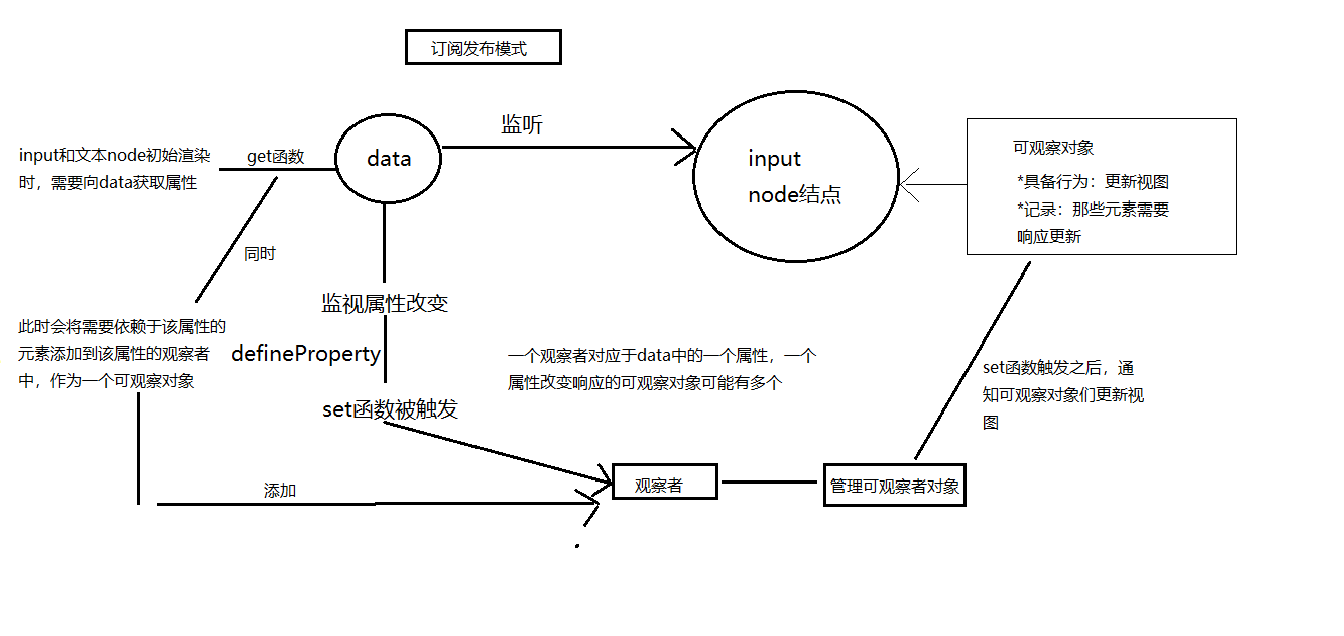 订阅发布模式
监听
data
input
node结点
input和文本node初始渲染
时，需要向data获取属性
get函数
同时
可观察对象
*具备行为：更新视图
*记录：那些元素需要
响应更新
监视属性改变
此时会将需要依赖于该属性的
元素添加到该属性的观察者
中，作为一个可观察对象
defineProperty
set函数被触发
一个观察者对应于data中的一个属性，一个
属性改变响应的可观察对象可能有多个
set函数触发之后，通
知可观察对象们更新视
图
添加
观察者
管理可观察者对象